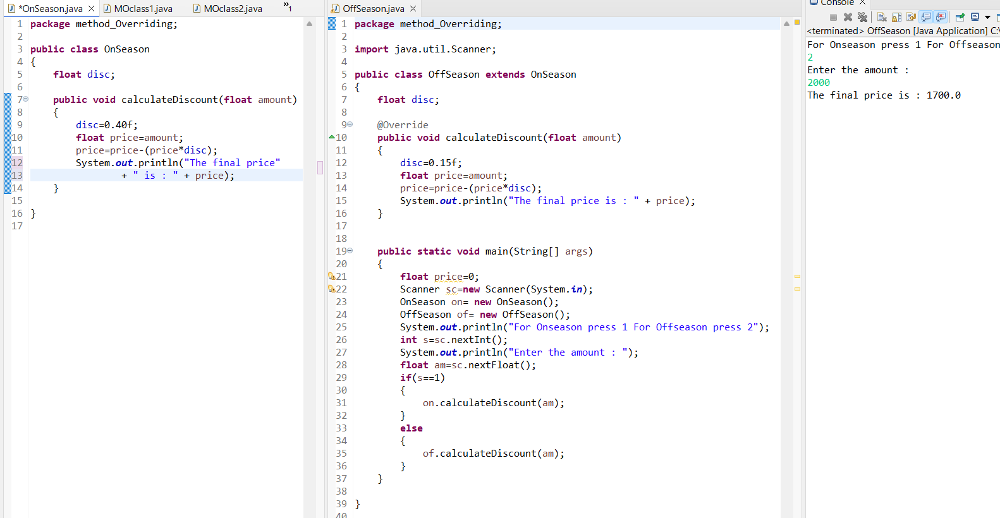 *OnSeason.java
MOclass1.java
MOclass2.java
»1
1 package method_Overriding;
2
3 public class OnSeason
4 {
5 float disc;
6
7 public void calculateDiscount(float amount)
8 {
9 disc=0.40f;
10 float price=amount;
11 price=price-(price*disc);
12 System.out.println("The final price"
13 + " is : " + price);
14 }
15
16 }
17
OffSeason.java
1 package method_Overriding;
2
3 import java.util.Scanner;
4
5 public class OffSeason extends OnSeason
6 {
7 float disc;
8
9 @Override
10 public void calculateDiscount(float amount)
11 {
12 disc=0.15f;
13 float price=amount;
14 price=price-(price*disc);
15 System.out.println("The final price is : " + price);
16 }
17
18
19 public static void main(String[] args)
20 {
21 float price=0;
22 Scanner sc=new Scanner(System.in);
23 OnSeason on= new OnSeason();
24 OffSeason of= new OffSeason();
25 System.out.println("For Onseason press 1 For Offseason press 2");
26 int s=sc.nextInt();
27 System.out.println("Enter the amount : ");
28 float am=sc.nextFloat();
29 if(s==1)
30 {
31 on.calculateDiscount(am);
32 }
33 else
34 {
35 of.calculateDiscount(am);
36 }
37 }
38
39 }
40
Console
<terminated> OffSeason [Java Application] C:\
For Onseason press 1 For Offseason
2
Enter the amount :
2000
The final price is : 1700.0